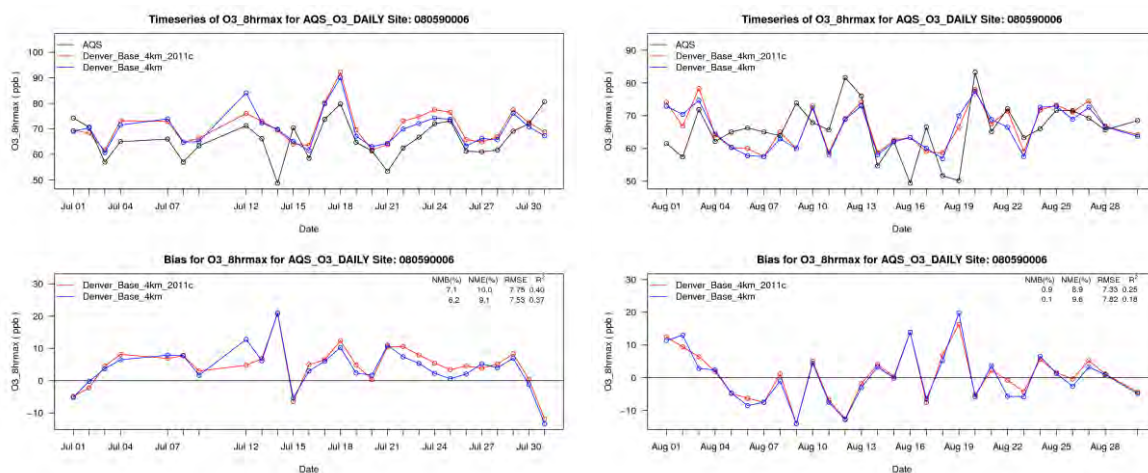 Timeseries of O3_8hrmax for AQS_O3_DAILY Site: 080590006
AQS
Denver_Base_4km_2011c
Denver_Base_4km
O3_8hrmax ( ppb )
100
90
80
70
60
50
Jul 01 Jul 04 Jul 07 Jul 12 Jul 15 Jul 18 Jul 21 Jul 24 Jul 27 Jul 30
Date
Timeseries of O3_8hrmax for AQS_O3_DAILY Site: 080590006
AQS
Denver_Base_4km_2011c
Denver_Base_4km
O3_8hrmax ( ppb )
90
80
70
60
50
Aug 01 Aug 04 Aug 07 Aug 10 Aug 13 Aug 16 Aug 19 Aug 22 Aug 25 Aug 28
Date
Bias for O3_8hrmax for AQS_O3_DAILY Site: 080590006
Denver_Base_4km_2011c
Denver_Base_4km
NMB(%) NME(%) RMSE R²
7.1 10.0 7.75 0.40
6.2 9.1 7.53 0.37
O3_8hrmax ( ppb )
30
20
10
0
−10
Jul 01 Jul 04 Jul 07 Jul 12 Jul 15 Jul 18 Jul 21 Jul 24 Jul 27 Jul 30
Date
Bias for O3_8hrmax for AQS_O3_DAILY Site: 080590006
Denver_Base_4km_2011c
Denver_Base_4km
NMB(%) NME(%) RMSE R²
0.9 8.9 7.33 0.25
0.1 9.6 7.82 0.18
O3_8hrmax ( ppb )
30
20
10
0
−10
Aug 01 Aug 04 Aug 07 Aug 10 Aug 13 Aug 16 Aug 19 Aug 22 Aug 25 Aug 28
Date